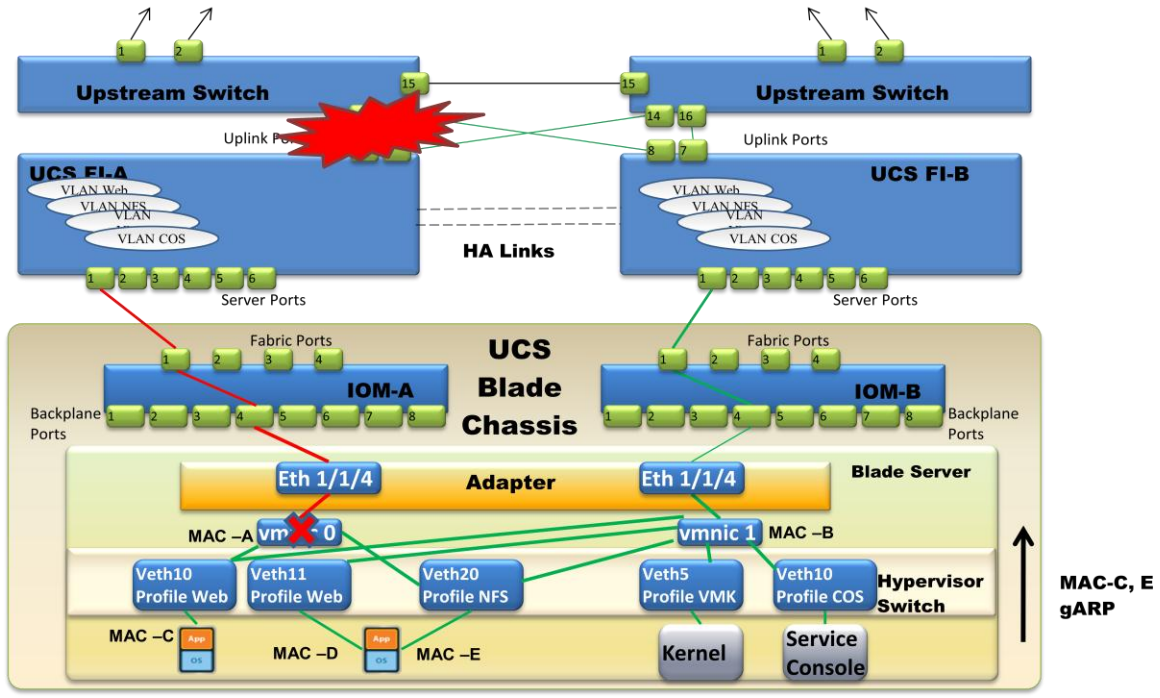 1
2
1
2
15
15
Upstream Switch
Upstream Switch
14
16
Uplink
Uplink Ports
8
7
UCS FI-A
UCS FI-B
VLAN Web
VLAN NFS
VLAN
VLAN COS
VLAN Web
VLAN NFS
VLAN
VLAN COS
HA Links
1 2 3 4 5 6
1 2 3 4 5 6
Server Ports
Server Ports
Fabric Ports
Fabric Ports
1 2 3 4
1 2 3 4
UCS
Blade
Chassis
IOM-A
IOM-B
Backplane
Ports
1 2 3 4 5 6 7 8
1 2 3 4 5 6 7 8
Backplane
Ports
Eth 1/1/4
Adapter
Eth 1/1/4
Blade Server
MAC –A
0
vmnic 1
MAC –B
Veth10
Profile Web
Veth11
Profile Web
Veth20
Profile NFS
Veth5
Profile VMK
Veth10
Profile COS
Hypervisor
Switch
MAC-C, E
gARP
MAC –C
App
OS
MAC –D
App
OS
MAC –E
Kernel
Service
Console